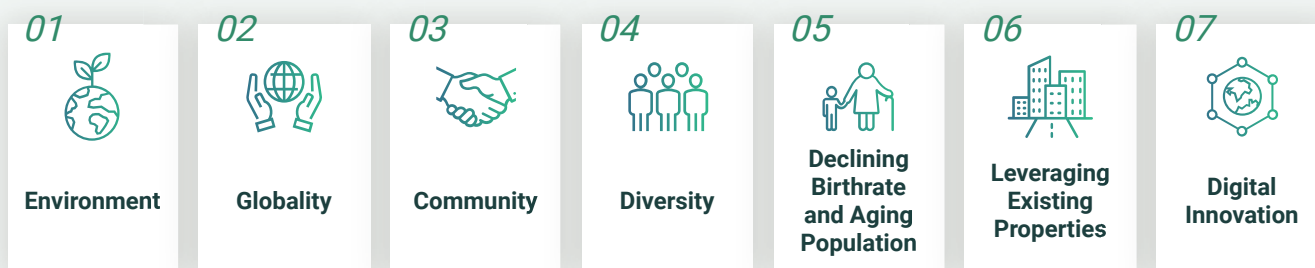 01
Environment
02
Globality
03
Community
04
Diversity
05
Declining
Birthrate
and Aging
Population
06
Leveraging
Existing
Properties
07
Digital
Innovation